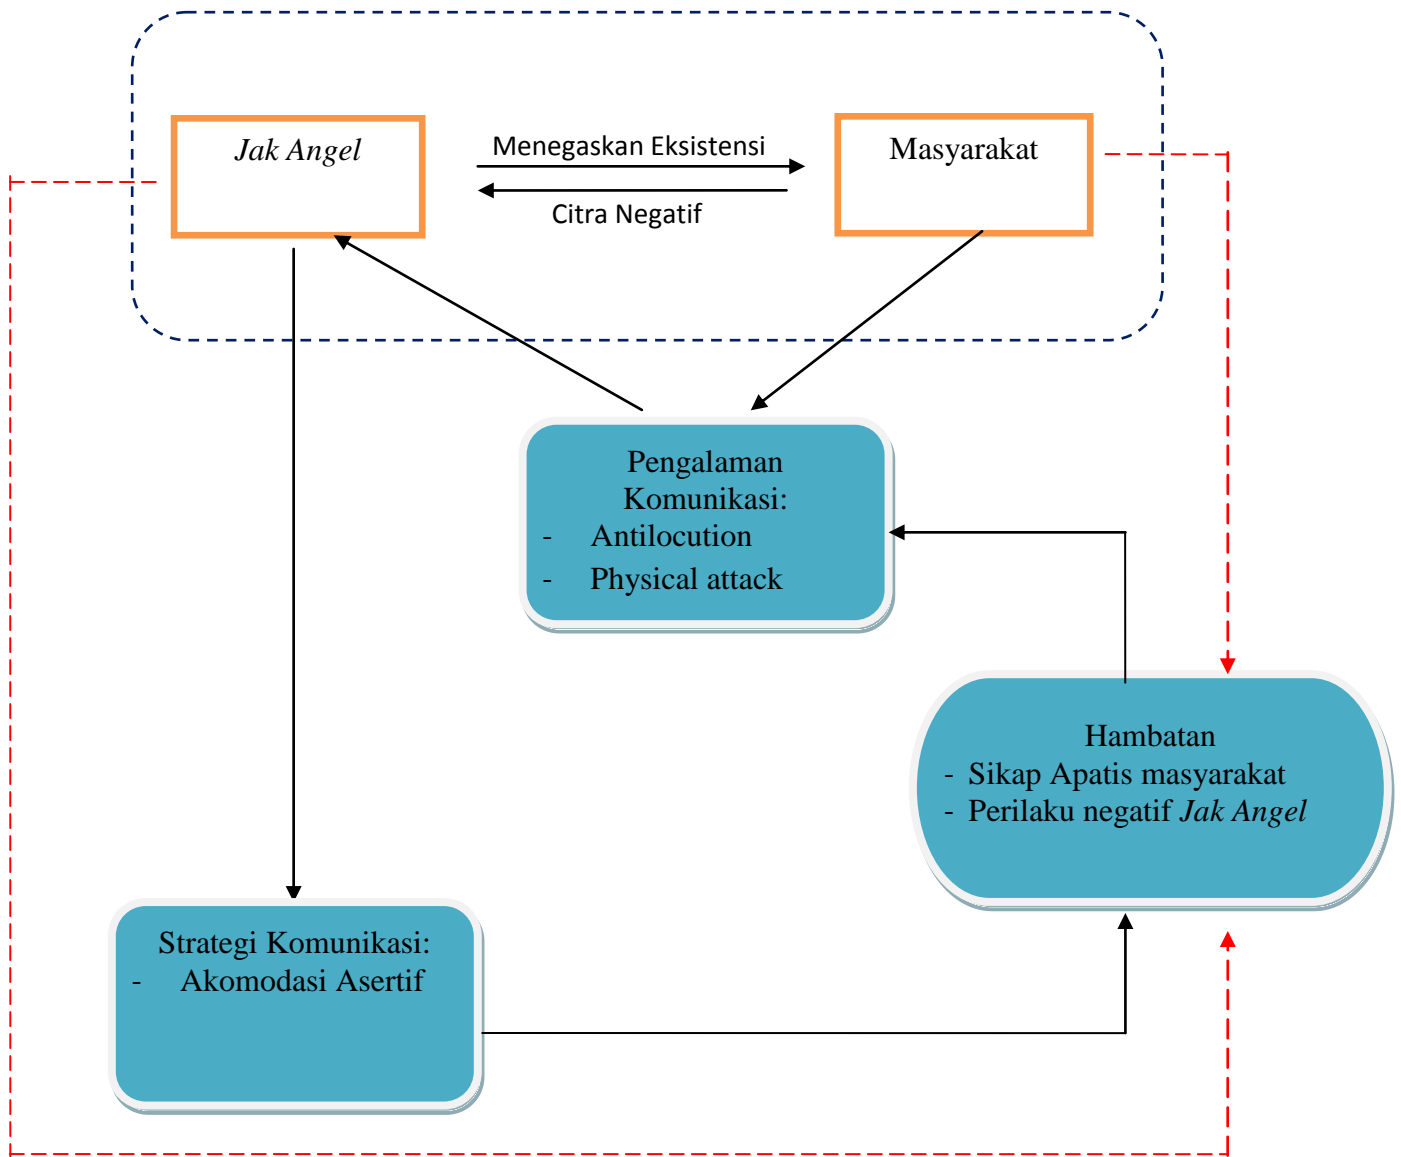 Jak Angel
Menegaskan Eksistensi
Masyarakat
Citra Negatif
Pengalaman
Komunikasi:
- Antilocution
- Physical attack
Hambatan
- Sikap Apatis masyarakat
- Perilaku negatif Jak Angel
Strategi Komunikasi:
- Akomodasi Asertif